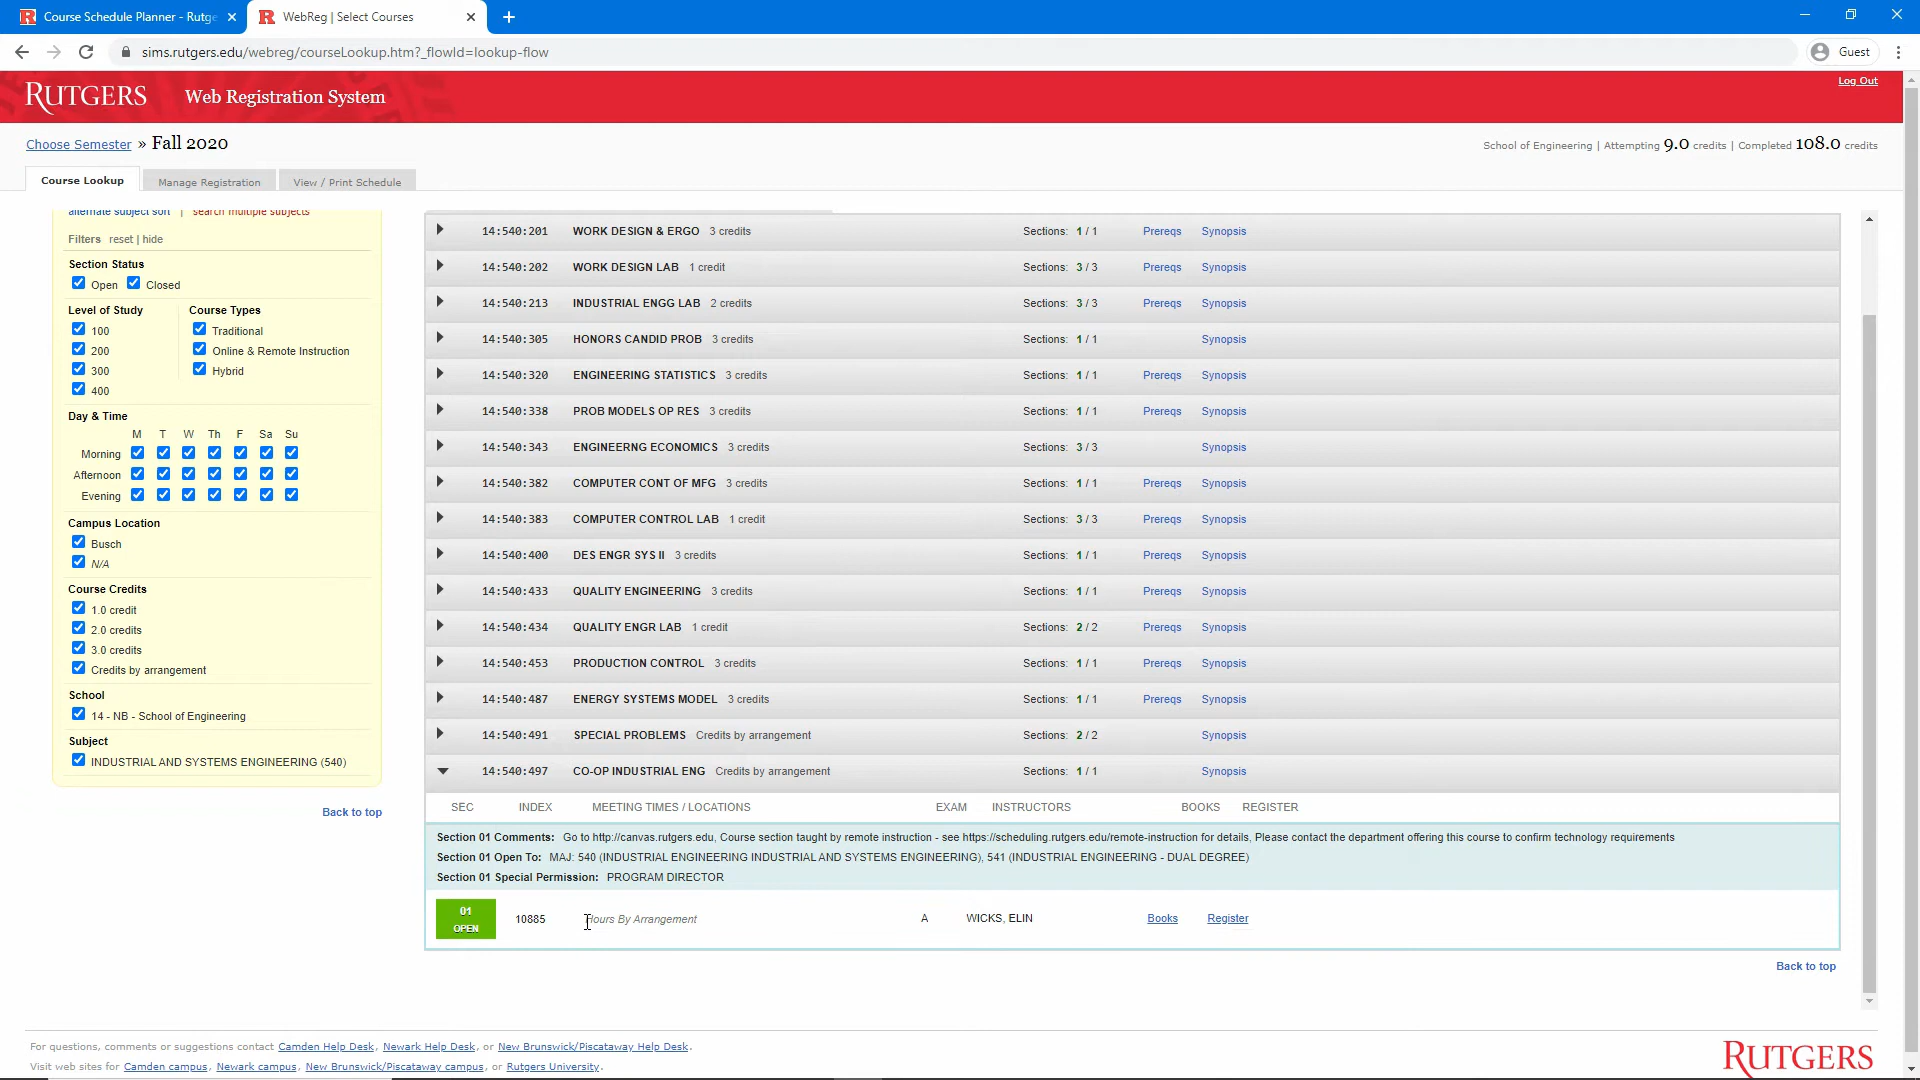 Course Schedule Planner - Rutge
WebReg | Select Courses
sims.rutgers.edu/webreg/courseLookup.htm?_flowId=lookup-flow
Guest
RUTGERS
Web Registration System
Log Out
Choose Semester » Fall 2020
School of Engineering | Attempting 9.0 credits | Completed 108.0 credits
Course Lookup
Manage Registration
View / Print Schedule
alternate subject sort | search multiple subjects
Filters reset | hide
Section Status
Open Closed
Level of Study
100
200
300
400
Course Types
Traditional
Online & Remote Instruction
Hybrid
Day & Time
M T W Th F Sa Su
Morning
Afternoon
Evening
Campus Location
Busch
N/A
Course Credits
1.0 credit
2.0 credits
3.0 credits
Credits by arrangement
School
14 - NB - School of Engineering
Subject
INDUSTRIAL AND SYSTEMS ENGINEERING (540)
Back to top
14:540:201 WORK DESIGN & ERGO 3 credits Sections: 1 / 1 Prereqs Synopsis
14:540:202 WORK DESIGN LAB 1 credit Sections: 3 / 3 Prereqs Synopsis
14:540:213 INDUSTRIAL ENGG LAB 2 credits Sections: 3 / 3 Prereqs Synopsis
14:540:305 HONORS CANDID PROB 3 credits Sections: 1 / 1 Synopsis
14:540:320 ENGINEERING STATISTICS 3 credits Sections: 1 / 1 Prereqs Synopsis
14:540:338 PROB MODELS OP RES 3 credits Sections: 1 / 1 Prereqs Synopsis
14:540:343 ENGINEERNG ECONOMICS 3 credits Sections: 3 / 3 Synopsis
14:540:382 COMPUTER CONT OF MFG 3 credits Sections: 1 / 1 Prereqs Synopsis
14:540:383 COMPUTER CONTROL LAB 1 credit Sections: 3 / 3 Prereqs Synopsis
14:540:400 DES ENGR SYS II 3 credits Sections: 1 / 1 Prereqs Synopsis
14:540:433 QUALITY ENGINEERING 3 credits Sections: 1 / 1 Prereqs Synopsis
14:540:434 QUALITY ENGR LAB 1 credit Sections: 2 / 2 Prereqs Synopsis
14:540:453 PRODUCTION CONTROL 3 credits Sections: 1 / 1 Prereqs Synopsis
14:540:487 ENERGY SYSTEMS MODEL 3 credits Sections: 1 / 1 Prereqs Synopsis
14:540:491 SPECIAL PROBLEMS Credits by arrangement Sections: 2 / 2 Synopsis
14:540:497 CO-OP INDUSTRIAL ENG Credits by arrangement Sections: 1 / 1 Synopsis
SEC INDEX MEETING TIMES / LOCATIONS EXAM INSTRUCTORS BOOKS REGISTER
Section 01 Comments: Go to http://canvas.rutgers.edu, Course section taught by remote instruction - see https://scheduling.rutgers.edu/remote-instruction for details, Please contact the department offering this course to confirm technology requirements
Section 01 Open To: MAJ: 540 (INDUSTRIAL ENGINEERING INDUSTRIAL AND SYSTEMS ENGINEERING), 541 (INDUSTRIAL ENGINEERING - DUAL DEGREE)
Section 01 Special Permission: PROGRAM DIRECTOR
01
OPEN
10885 Hours By Arrangement A WICKS, ELIN Books Register
Back to top
For questions, comments or suggestions contact Camden Help Desk, Newark Help Desk, or New Brunswick/Piscataway Help Desk.
Visit web sites for Camden campus, Newark campus, New Brunswick/Piscataway campus, or Rutgers University.
RUTGERS